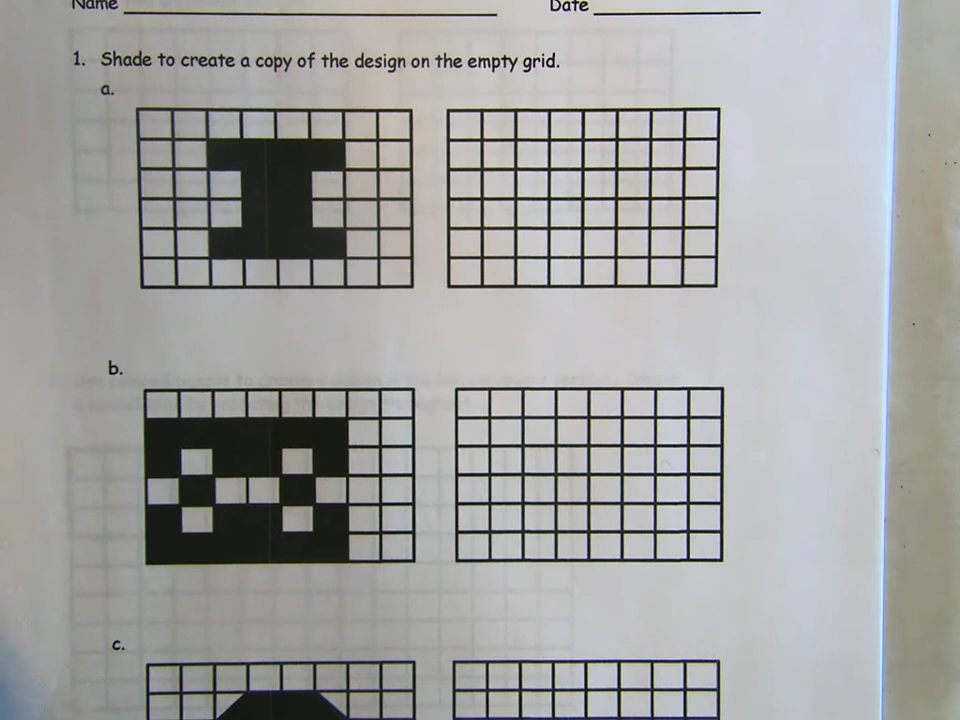 Name
Date
1. Shade to create a copy of the design on the empty grid.
a.
b.
c.